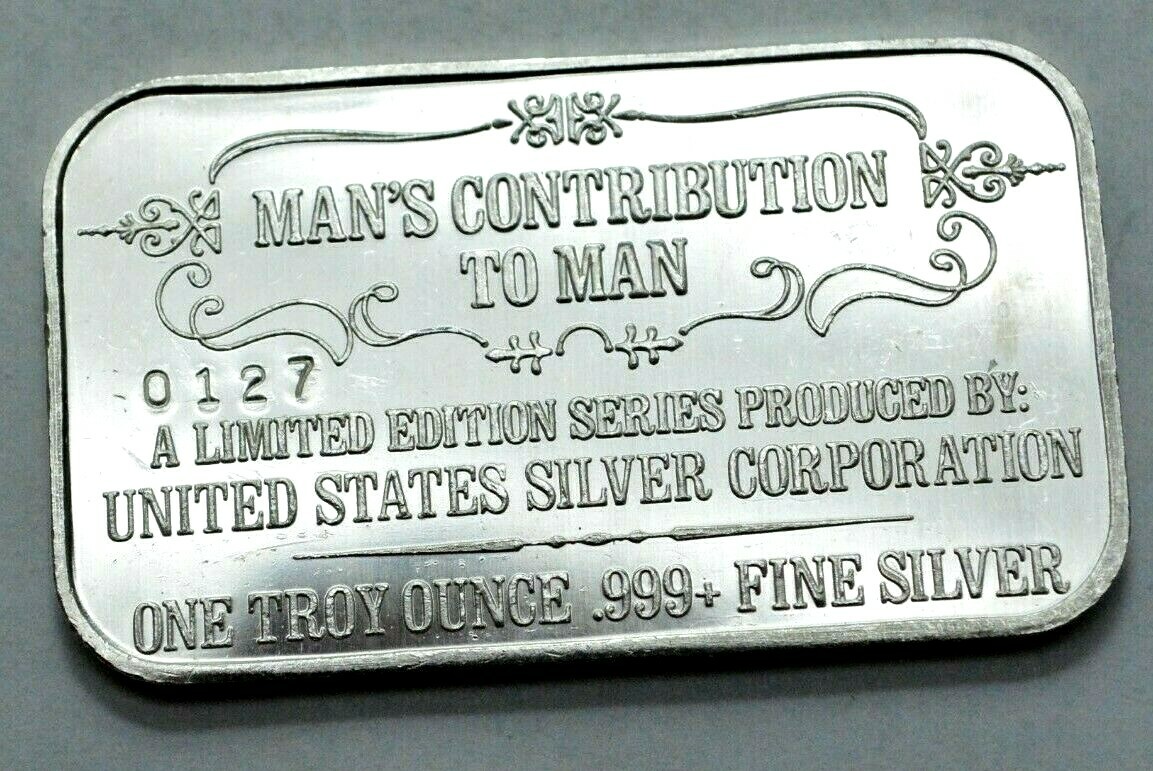 MAN'S CONTRIBUTION
TO MAN
0127
A LIMITED EDITION SERIES PRODUCED BY:
UNITED STATES SILVER CORPORATION
ONE TROY OUNCE .999+ FINE SILVER